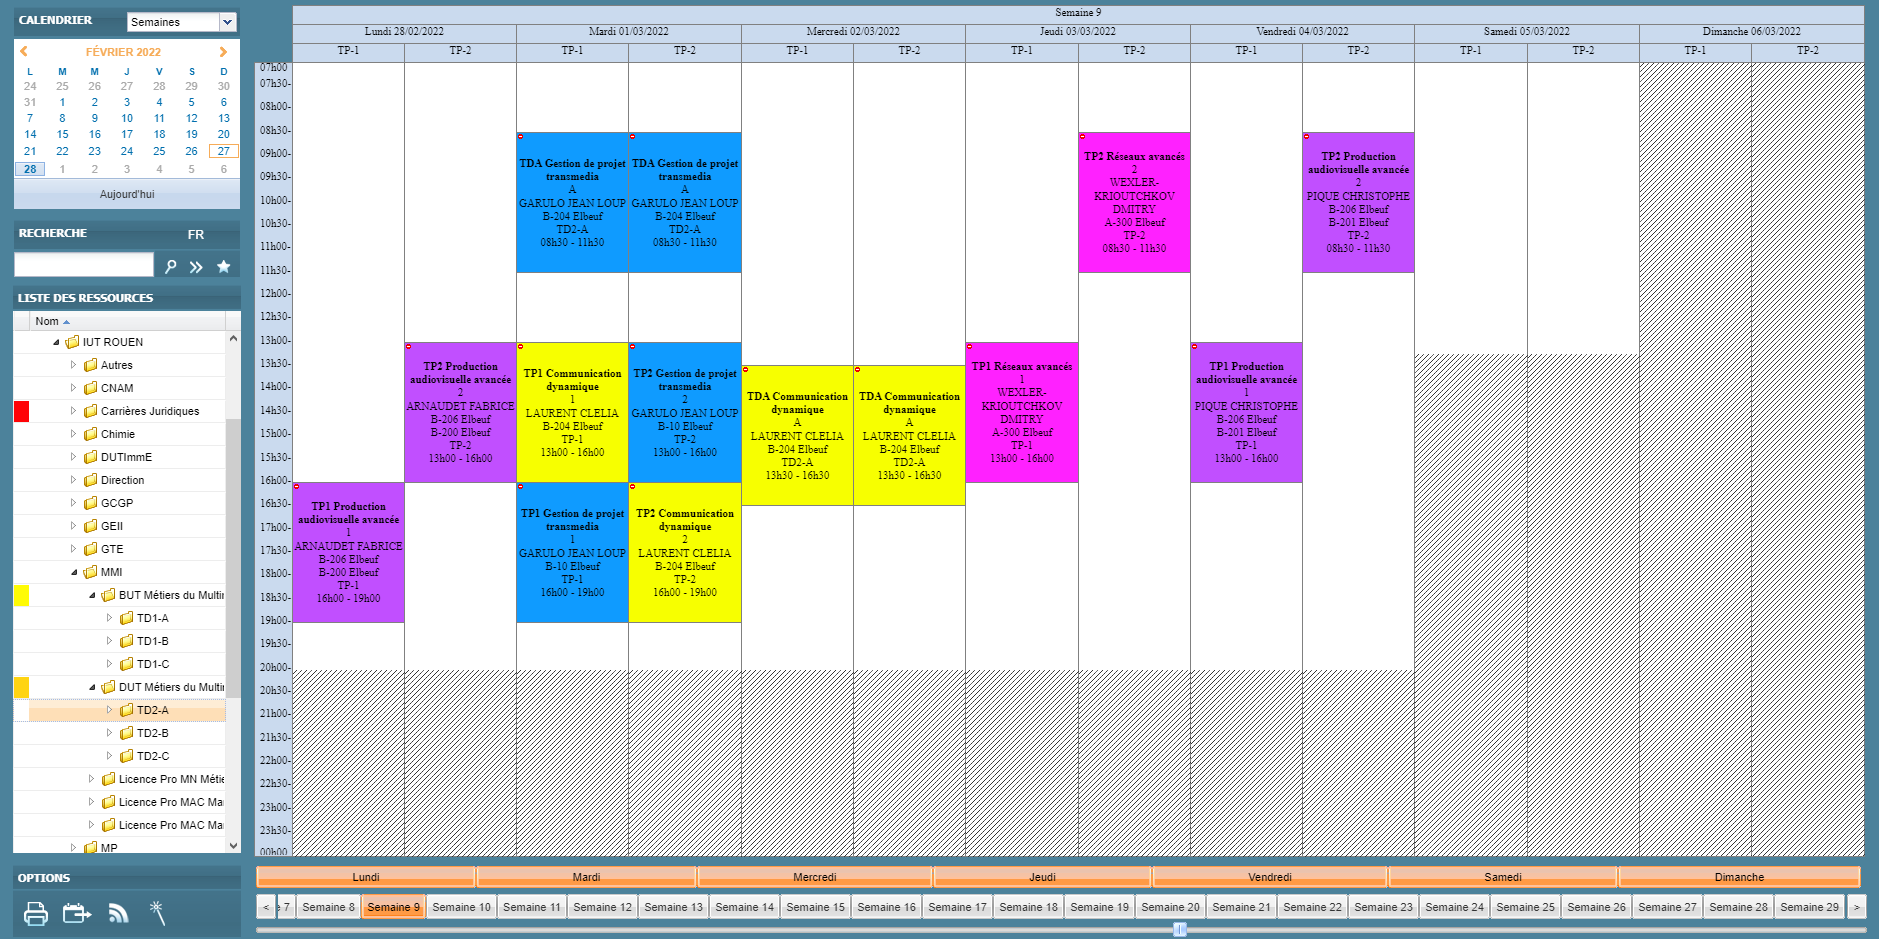 CALENDRIER
Semaines
FÉVRIER 2022
L M M J V S D
24 25 26 27 28 29 30
31 1 2 3 4 5 6
7 8 9 10 11 12 13
14 15 16 17 18 19 20
21 22 23 24 25 26 27
28 1 2 3 4 5 6
Aujourd'hui
RECHERCHE FR
LISTE DES RESSOURCES
Nom
IUT ROUEN
Autres
CNAM
Carrières Juridiques
Chimie
DUTImmE
Direction
GCGP
GEII
GTE
MMI
BUT Métiers du Multi
TD1-A
TD1-B
TD1-C
DUT Métiers du Multi
TD2-A
TD2-B
TD2-C
Licence Pro MN Métie
Licence Pro MAC Ma
Licence Pro MAC Ma
MP
OPTIONS
Semaine 9
Lundi 28/02/2022 Mardi 01/03/2022 Mercredi 02/03/2022 Jeudi 03/03/2022 Vendredi 04/03/2022 Samedi 05/03/2022 Dimanche 06/03/2022
TP-1 TP-2 TP-1 TP-2 TP-1 TP-2 TP-1 TP-2 TP-1 TP-2 TP-1 TP-2 TP-1 TP-2
07h00
07h30-
08h00-
08h30-
09h00-
09h30-
10h00-
10h30-
11h00-
11h30-
12h00-
12h30-
13h00-
13h30-
14h00-
14h30-
15h00-
15h30-
16h00-
16h30-
17h00-
17h30-
18h00-
18h30-
19h00-
19h30-
20h00-
20h30-
21h00-
21h30-
22h00-
22h30-
23h00-
23h30-
00h00
TP1 Production
audiovisuelle avancée
1
ARNAUDET FABRICE
B-206 Elbeuf
B-200 Elbeuf
TP-1
16h00 - 19h00
TP2 Production
audiovisuelle avancée
2
ARNAUDET FABRICE
B-206 Elbeuf
B-200 Elbeuf
TP-2
13h00 - 16h00
TDA Gestion de projet
transmedia
A
GARULO JEAN LOUP
B-204 Elbeuf
TD2-A
08h30 - 11h30
TDA Gestion de projet
transmedia
A
GARULO JEAN LOUP
B-204 Elbeuf
TD2-A
08h30 - 11h30
TP1 Communication
dynamique
1
LAURENT CLELIA
B-204 Elbeuf
TP-1
13h00 - 16h00
TP2 Gestion de projet
transmedia
2
GARULO JEAN LOUP
B-10 Elbeuf
TP-2
13h00 - 16h00
TP1 Gestion de projet
transmedia
1
GARULO JEAN LOUP
B-10 Elbeuf
TP-1
16h00 - 19h00
TP2 Communication
dynamique
2
LAURENT CLELIA
B-204 Elbeuf
TP-2
16h00 - 19h00
TDA Communication
dynamique
A
LAURENT CLELIA
B-204 Elbeuf
TD2-A
13h30 - 16h30
TDA Communication
dynamique
A
LAURENT CLELIA
B-204 Elbeuf
TD2-A
13h30 - 16h30
TP1 Réseaux avancés
1
WEXLER-
KRIOUTCHKOV
DMITRY
A-300 Elbeuf
TP-1
13h00 - 16h00
TP2 Réseaux avancés
2
WEXLER-
KRIOUTCHKOV
DMITRY
A-300 Elbeuf
TP-2
08h30 - 11h30
TP1 Production
audiovisuelle avancée
1
PIQUE CHRISTOPHE
B-206 Elbeuf
B-201 Elbeuf
TP-1
13h00 - 16h00
TP2 Production
audiovisuelle avancée
2
PIQUE CHRISTOPHE
B-206 Elbeuf
B-201 Elbeuf
TP-2
08h30 - 11h30
Lundi Mardi Mercredi Jeudi Vendredi Samedi Dimanche
< 7 Semaine 8 Semaine 9 Semaine 10 Semaine 11 Semaine 12 Semaine 13 Semaine 14 Semaine 15 Semaine 16 Semaine 17 Semaine 18 Semaine 19 Semaine 20 Semaine 21 Semaine 22 Semaine 23 Semaine 24 Semaine 25 Semaine 26 Semaine 27 Semaine 28 Semaine 29 >